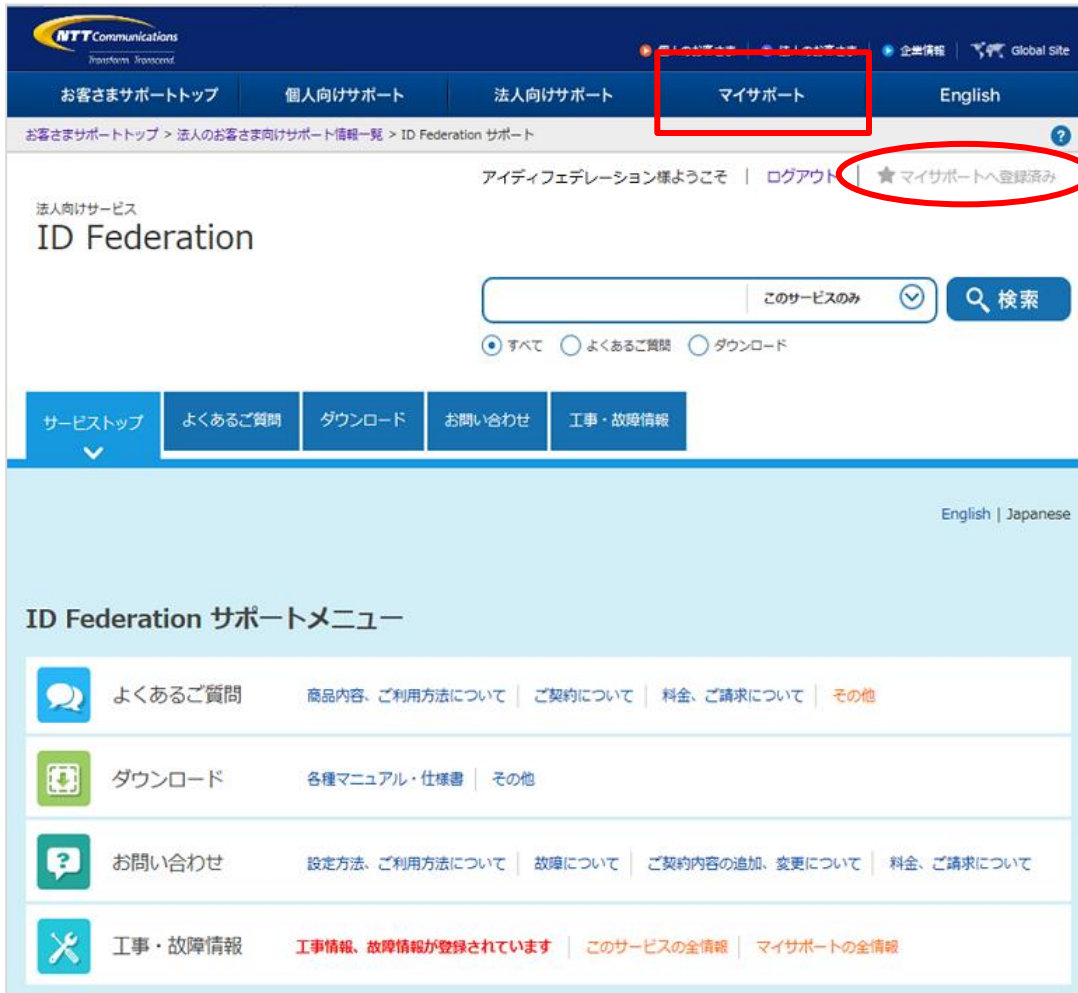 NTT Communications
Transform Transcend
個人のお客さま 法人のお客さま 企業情報 Global Site
お客さまサポートトップ 個人向けサポート 法人向けサポート マイサポート English
お客さまサポートトップ > 法人のお客さま向けサポート情報一覧 > ID Federation サポート ?
アイディフェデレーション様ようこそ | ログアウト | ★マイサポートへ登録済み
法人向けサービス
ID Federation
このサービスのみ 検索
すべて よくあるご質問 ダウンロード
サービストップ よくあるご質問 ダウンロード お問い合わせ 工事・故障情報
English | Japanese
ID Federation サポートメニュー
よくあるご質問 商品内容、ご利用方法について | ご契約について | 料金、ご請求について | その他
ダウンロード 各種マニュアル・仕様書 | その他
お問い合わせ 設定方法、ご利用方法について | 故障について | ご契約内容の追加、変更について | 料金、ご請求について
工事・故障情報 工事情報、故障情報が登録されています | このサービスの全情報 | マイサポートの全情報